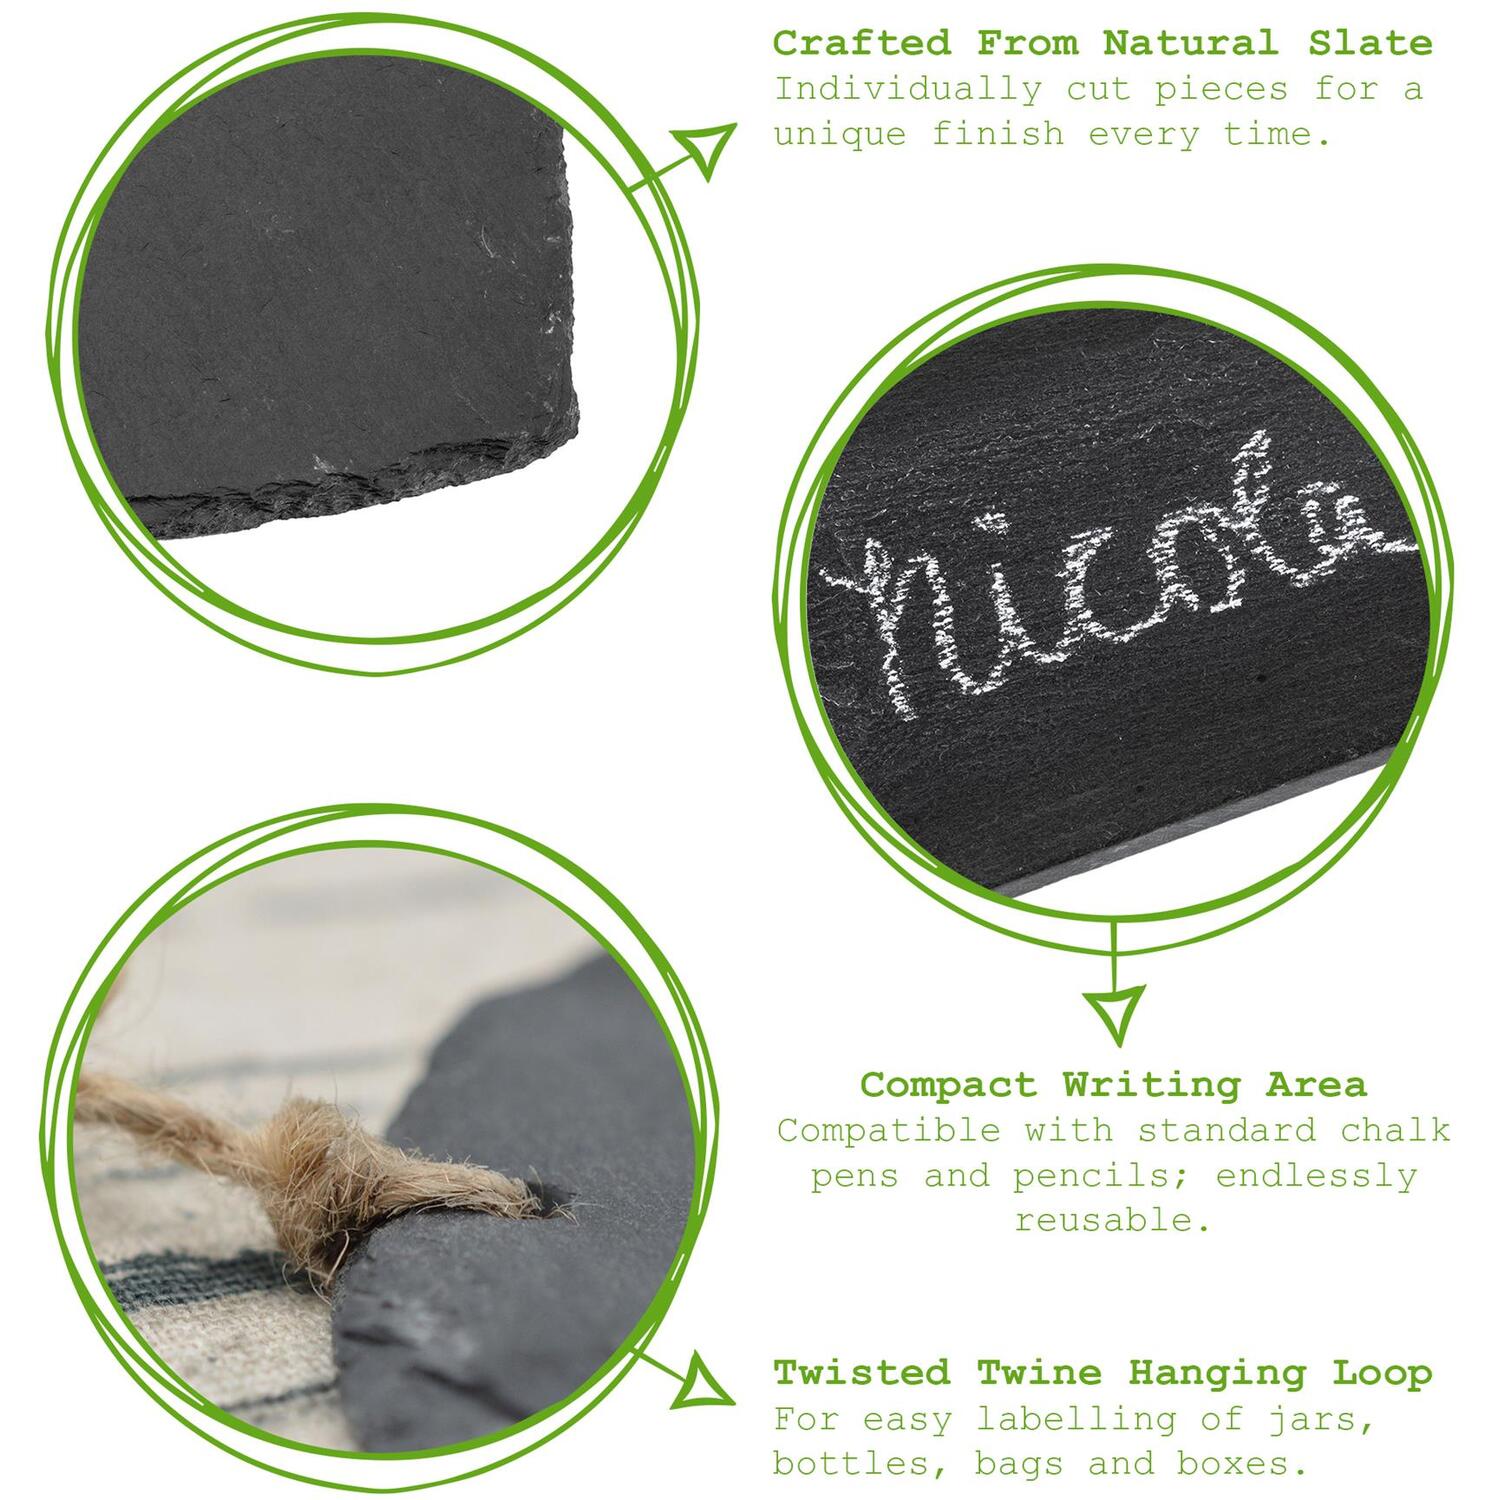 Crafted From Natural Slate
Individually cut pieces for a
unique finish every time.
nicola
Compact Writing Area
Compatible with standard chalk
pens and pencils; endlessly
reusable.
Twisted Twine Hanging Loop
For easy labelling of jars,
bottles, bags and boxes.